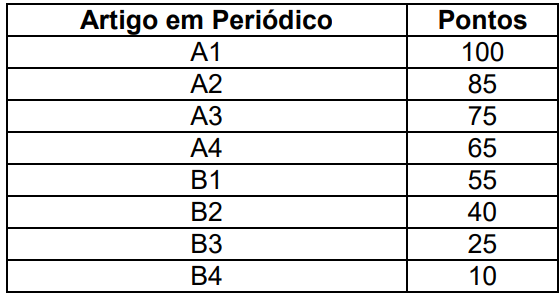 Artigo em Periódico Pontos
A1 100
A2 85
A3 75
A4 65
B1 55
B2 40
B3 25
B4 10